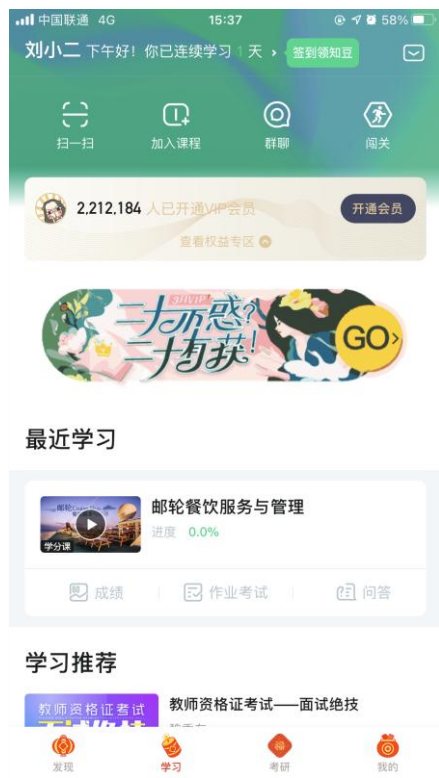 中国联通 4G 15:37 58%
刘小二 下午好！你已连续学习 1 天 签到领知豆
扫一扫 加入课程 群聊 闯关
2,212,184 人已开通VIP会员 开通会员
查看权益专区
二十不惑？
二十有获！
GO
最近学习
邮轮餐饮服务与管理
进度 0.0%
学分课
成绩 作业考试 问答
学习推荐
教师资格证考试 教师资格证考试——面试绝技
发现 学习 考研 我的